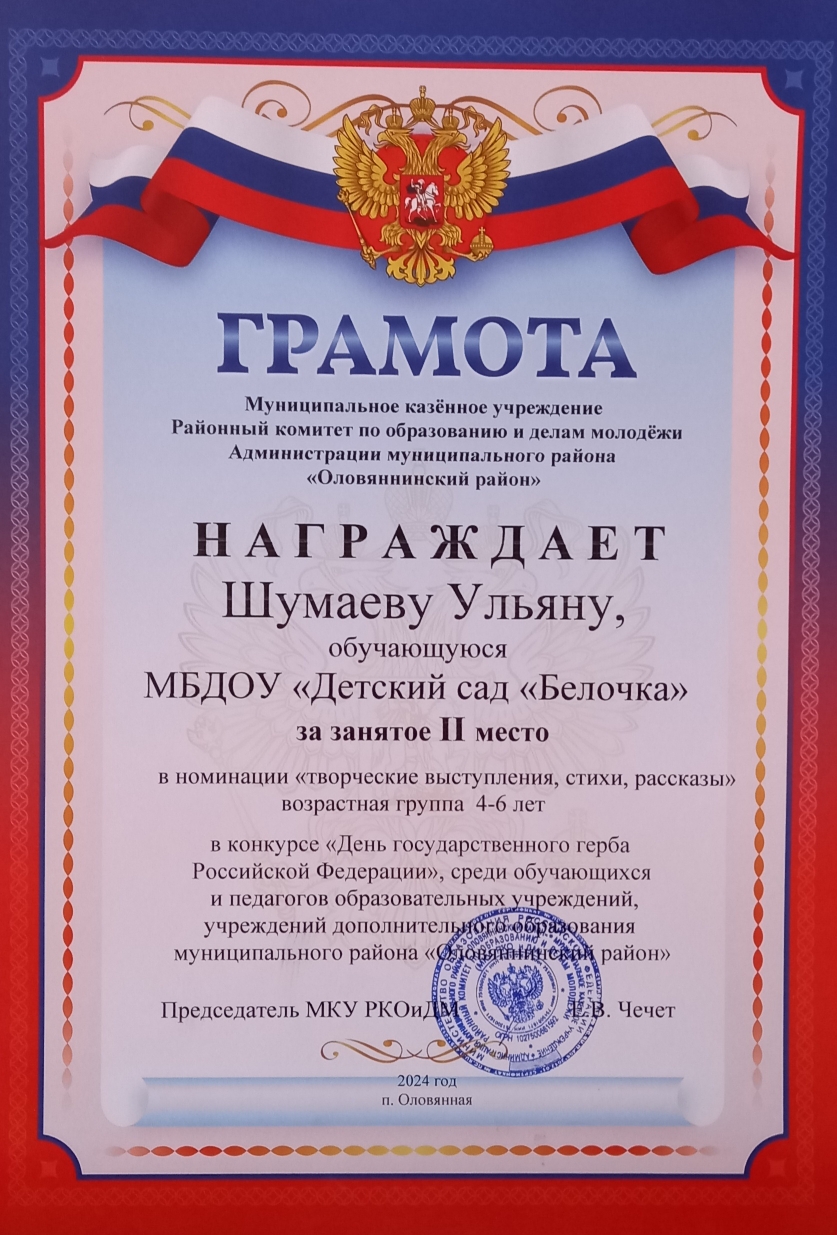 ГРАМОТА
Муниципальное казённое учреждение
Районный комитет по образованию и делам молодёжи
Администрации муниципального района
«Оловяннинский район»
НАГРАЖДАЕТ
Шумаеву Ульяну,
обучающуюся
МБДОУ «Детский сад «Белочка»
за занятое II место
в номинации «творческие выступления, стихи, рассказы»
возрастная группа 4-6 лет
в конкурсе «День государственного герба
Российской Федерации», среди обучающихся
и педагогов образовательных учреждений,
учреждений дополнительного образования
муниципального района «Оловяннинский район»
Председатель МКУ РКОиДМ Е.В. Чечет
2024 год
п. Оловянная